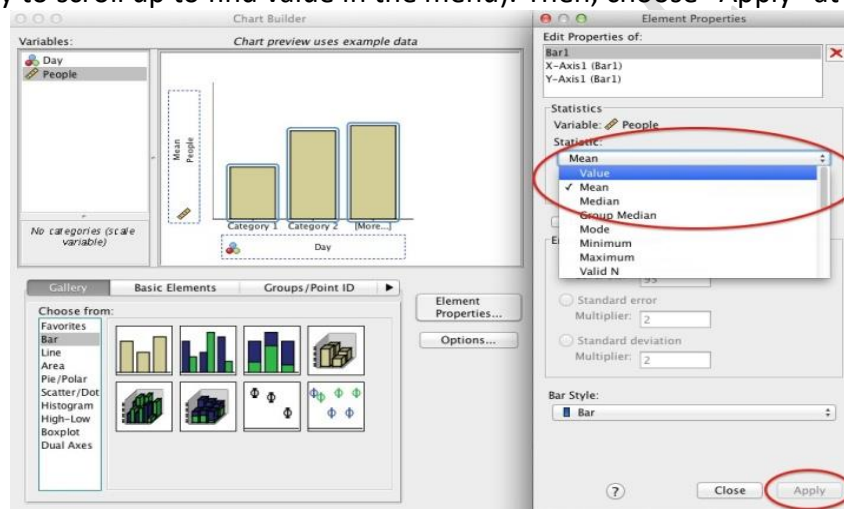 y to scroll up to find value in the menu). Then, choose "Apply" at
Chart Builder
Variables:
Chart preview uses example data
Day
People
Mean
People
Category 1 Category 2 [More...]
Day
No categories (scale
variable)
Gallery Basic Elements Groups/Point ID
Choose from:
Favorites
Bar
Line
Area
Pie/Polar
Scatter/Dot
Histogram
High-Low
Boxplot
Dual Axes
Element
Properties...
Options...
Element Properties
Edit Properties of:
Bar1
X-Axis1 (Bar1)
Y-Axis1 (Bar1)
Statistics
Variable: People
Statistic:
Mean
Value
✓ Mean
Median
Group Median
Mode
Minimum
Maximum
Valid N
Standard error
Multiplier: 2
Standard deviation
Multiplier: 2
Bar Style:
Bar
? Close Apply